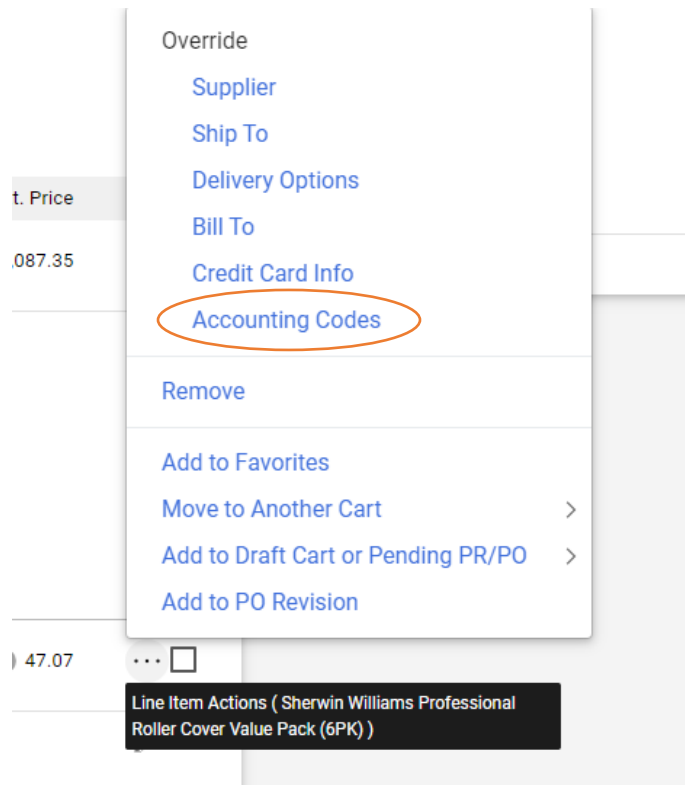 Override
Supplier
Ship To
Delivery Options
t. Price
Bill To
,087.35
Credit Card Info
Accounting Codes
Remove
Add to Favorites
Move to Another Cart
Add to Draft Cart or Pending PR/PO
Add to PO Revision
47.07
Line Item Actions ( Sherwin Williams Professional
Roller Cover Value Pack (6PK) )